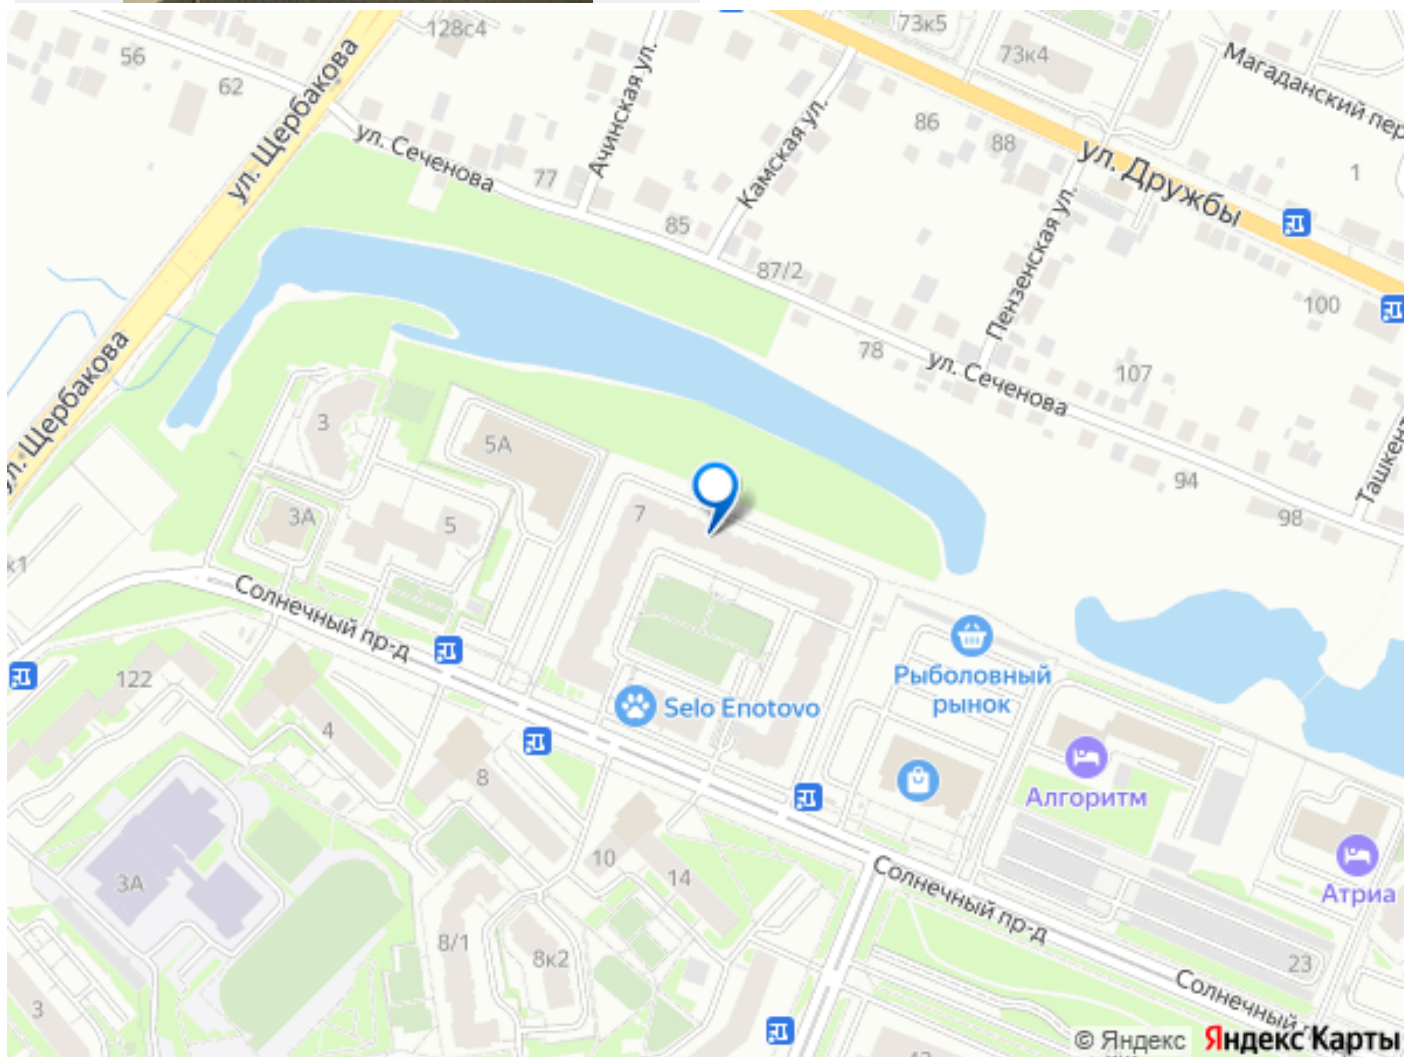 128с4
73к5
73к4
56
62
ул. Щербакова
Магаданский пер
ул. Сеченова
Ачинская ул.
Камская ул.
86
88
ул. Дружбы
77
1
85
Пензенская ул.
87/2
100
ул. Щербакова
78
ул. Сеченова
107
3
5А
94
Ташкент
98
3А
5
7
к1
Солнечный пр-д
Рыболовный
рынок
122
Selo Enotovo
4
8
Алгоритм
10
14
3А
Солнечный пр-д
Атриа
8/1
8к2
23
3
Солнечный
© Яндекс Яндекс Карты